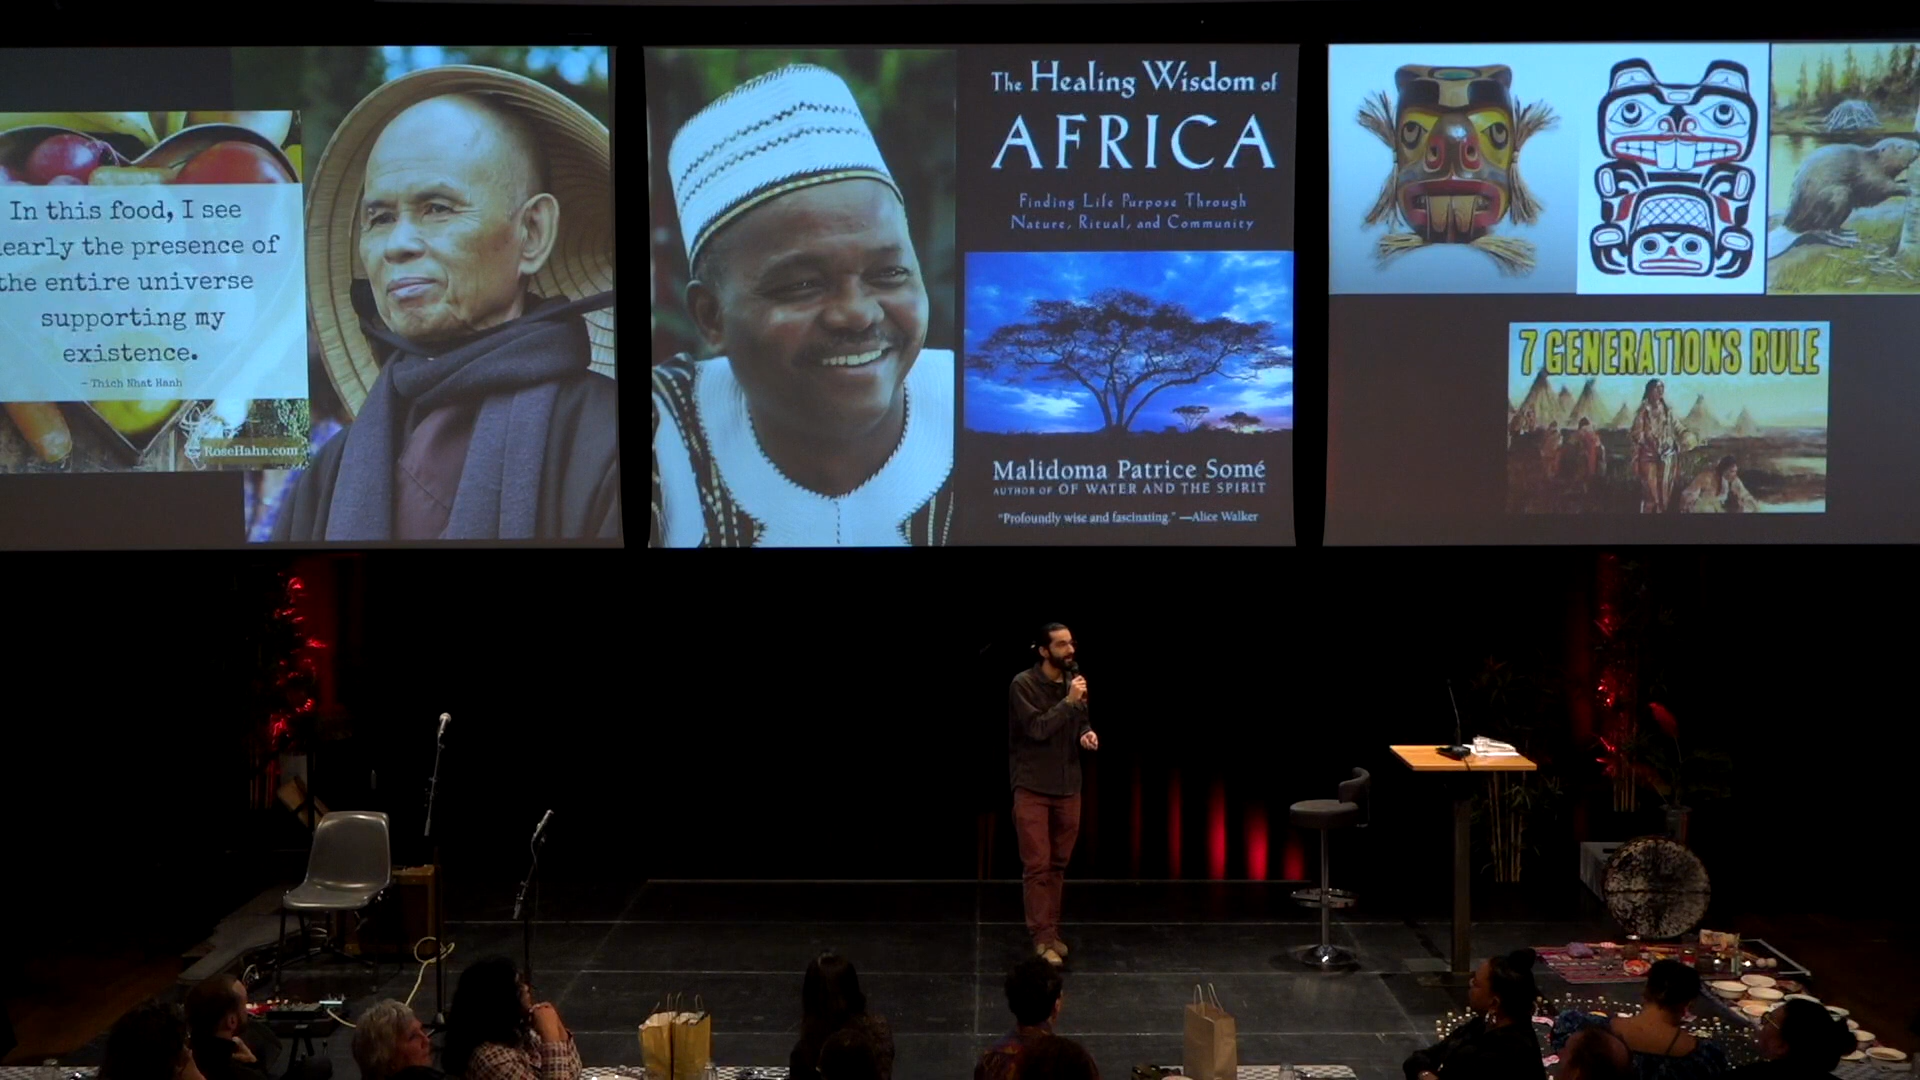 In this food, I see
early the presence of
the entire universe
supporting my
existence.
– Thich Nhat Hanh
RoseHahn.com
The Healing Wisdom of
AFRICA
Finding Life Purpose Through
Nature, Ritual, and Community
Malidoma Patrice Somé
AUTHOR OF OF WATER AND THE SPIRIT
"Profoundly wise and fascinating." —Alice Walker
7 GENERATIONS RULE